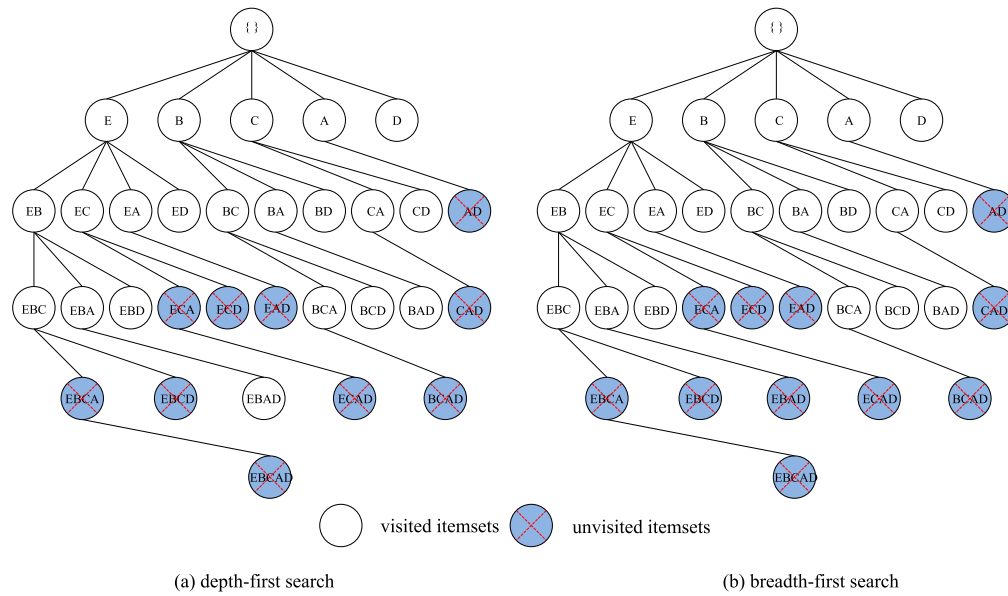 { } { }
E B C A D E B C A D
EB EC EA ED BC BA BD CA CD AD EB EC EA ED BC BA BD CA CD AD
EBC EBA EBD ECA ECD EAD BCA BCD BAD CAD EBC EBA EBD ECA ECD EAD BCA BCD BAD CAD
EBCA EBCD EBAD ECAD BCAD EBCA EBCD EBAD ECAD BCAD
EBCAD EBCAD
visited itemsets unvisited itemsets
(a) depth-first search (b) breadth-first search